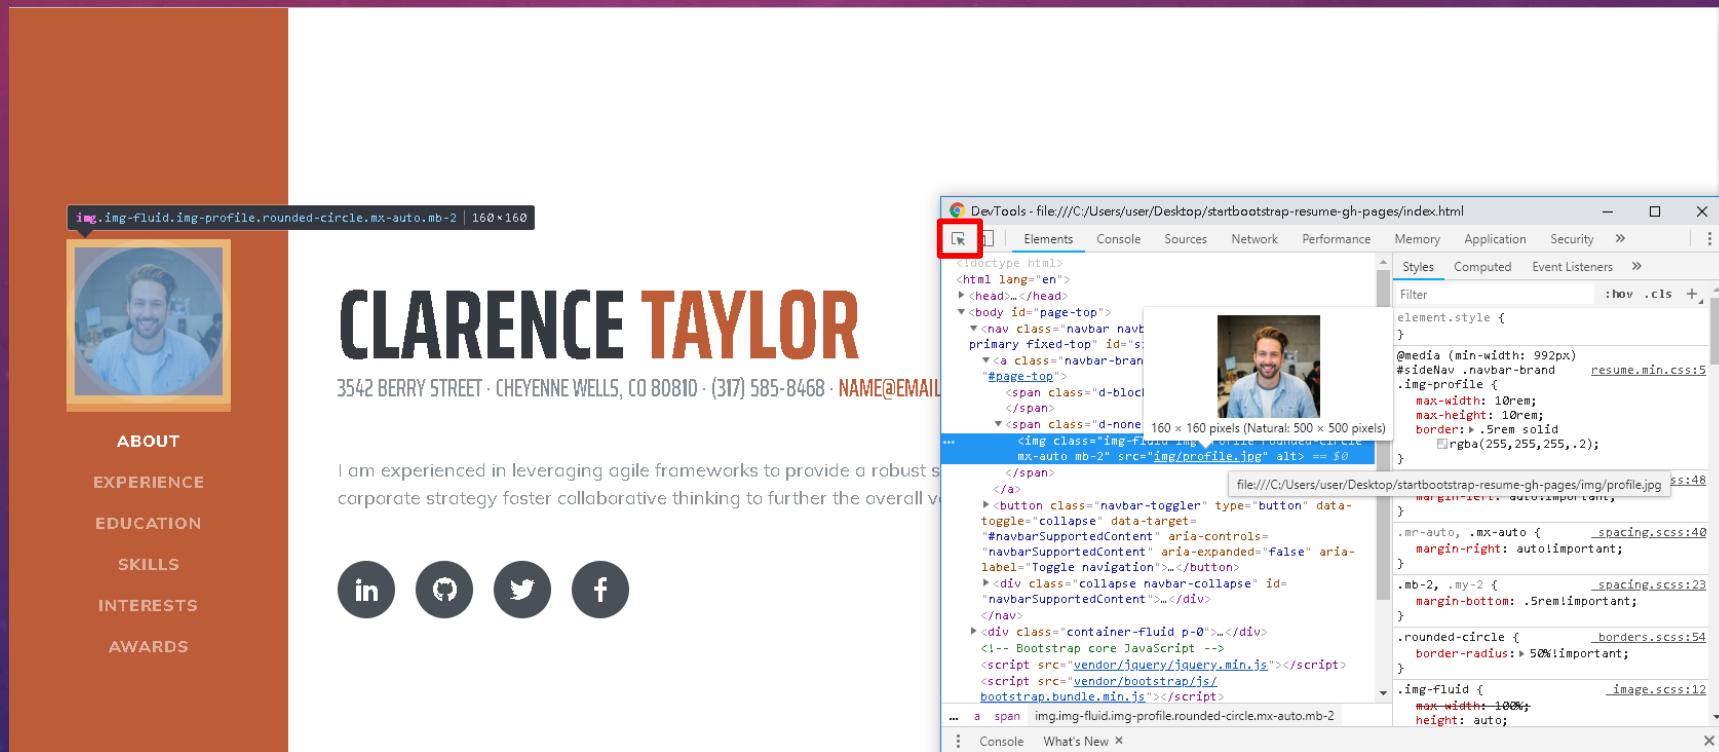 img.img-fluid.img-profile.rounded-circle.mx-auto.mb-2 | 160×160
ABOUT
EXPERIENCE
EDUCATION
SKILLS
INTERESTS
AWARDS
CLARENCE TAYLOR
3542 BERRY STREET · CHEYENNE WELLS, CO 80810 · (317) 585-8468 · NAME@EMAIL
I am experienced in leveraging agile frameworks to provide a robust s
corporate strategy foster collaborative thinking to further the overall v
in
f
DevTools - file:///C:/Users/user/Desktop/startbootstrap-resume-gh-pages/index.html
Elements Console Sources Network Performance Memory Application Security »
<!doctype html>
<html lang="en">
<head>…</head>
<body id="page-top">
<nav class="navbar navb
primary fixed-top" id="si
<a class="navbar-bran
"#page-top">
<span class="d-bloc
</span>
<span class="d-none
<img class="img-fluid img-profile rounded-circle
mx-auto mb-2" src="img/profile.jpg" alt> == $0
</span>
</a>
<button class="navbar-toggler" type="button" data-
toggle="collapse" data-target=
"#navbarSupportedContent" aria-controls=
"navbarSupportedContent" aria-expanded="false" aria-
label="Toggle navigation">…</button>
<div class="collapse navbar-collapse" id=
"navbarSupportedContent">…</div>
</nav>
<div class="container-fluid p-0">…</div>
<!-- Bootstrap core JavaScript -->
<script src="vendor/jquery/jquery.min.js"></script>
<script src="vendor/bootstrap/js/
bootstrap.bundle.min.js"></script>
160 × 160 pixels (Natural: 500 × 500 pixels)
file:///C:/Users/user/Desktop/startbootstrap-resume-gh-pages/img/profile.jpg
... a span img.img-fluid.img-profile.rounded-circle.mx-auto.mb-2
Console What's New ×
Styles Computed Event Listeners »
Filter :hov .cls +
element.style {
}
@media (min-width: 992px)
#sideNav .navbar-brand resume.min.css:5
.img-profile {
max-width: 10rem;
max-height: 10rem;
border: .5rem solid
rgba(255,255,255,.2);
}
ss:48
margin-left: auto!important;
}
.mr-auto, .mx-auto { _spacing.scss:40
margin-right: auto!important;
}
.mb-2, .my-2 { _spacing.scss:23
margin-bottom: .5rem!important;
}
.rounded-circle { _borders.scss:54
border-radius: 50%!important;
}
.img-fluid { _image.scss:12
max-width: 100%;
height: auto;